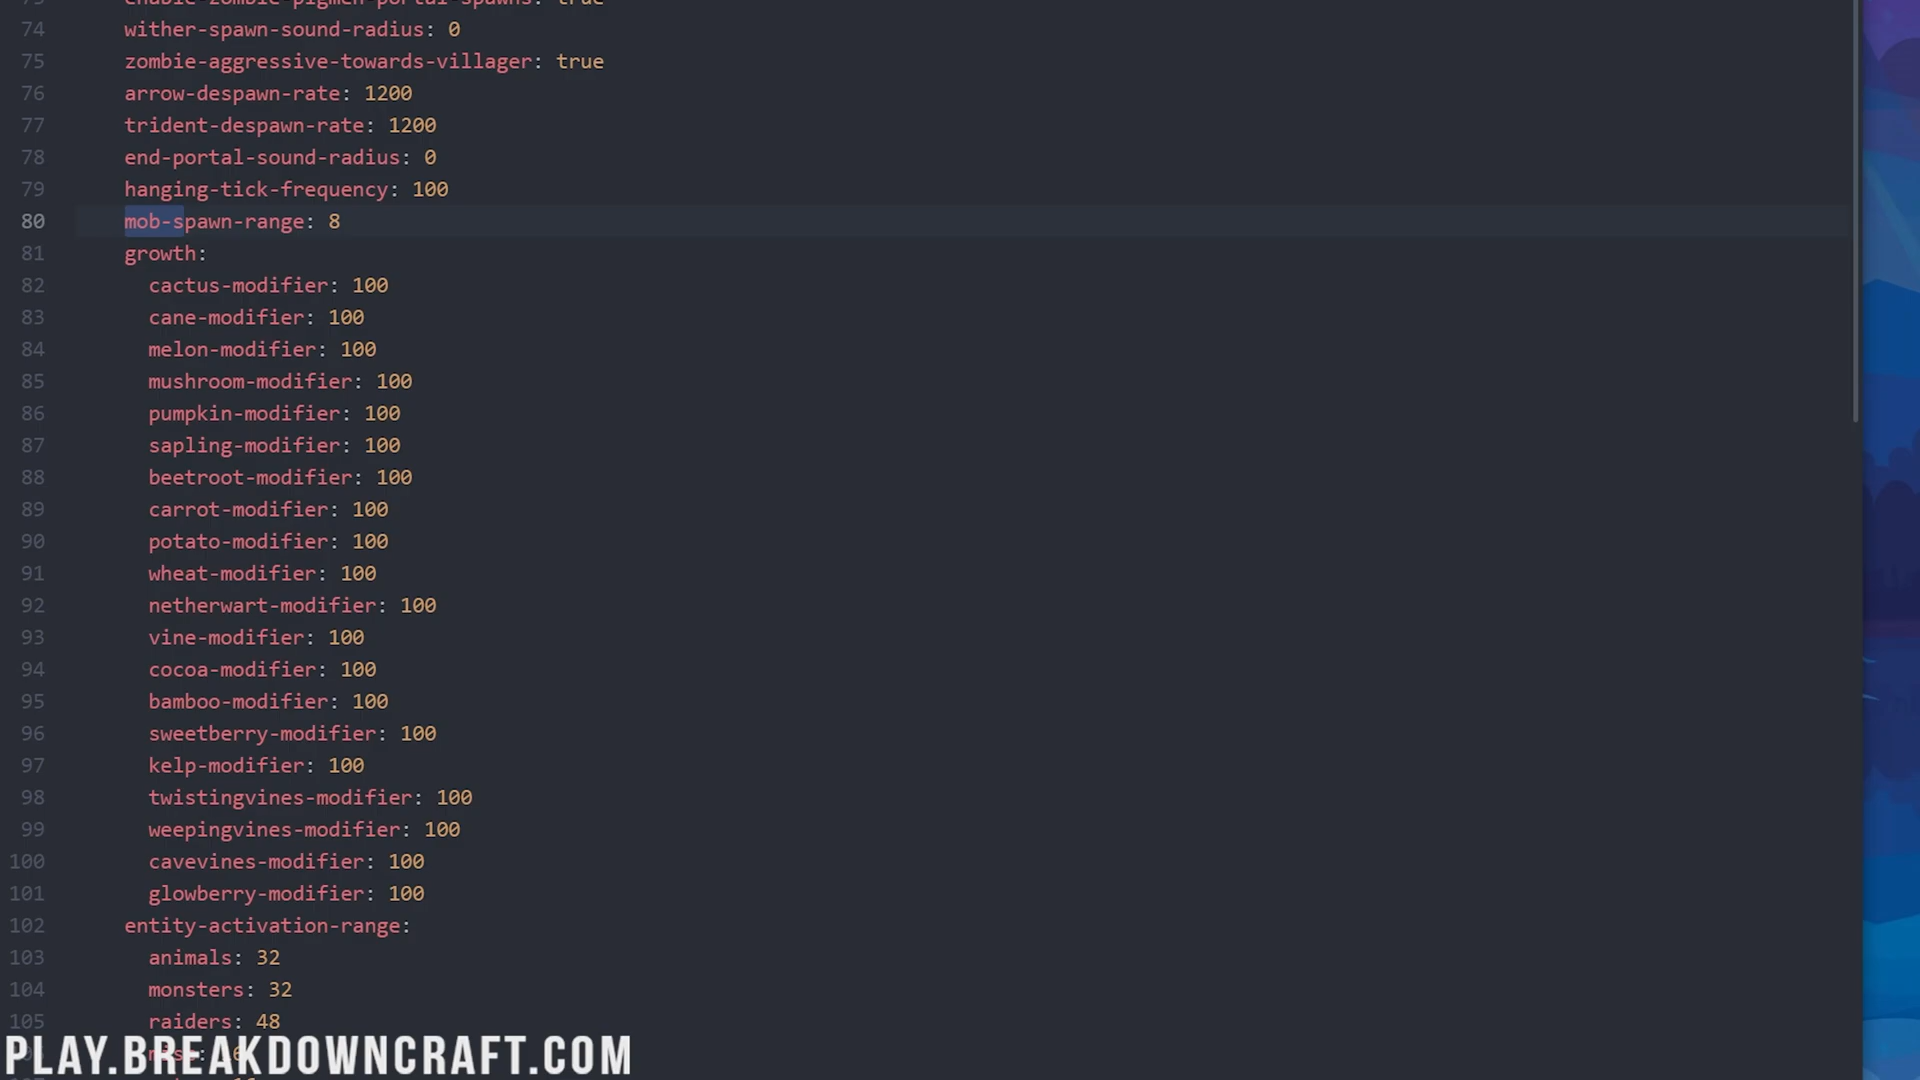 enable-zombie-pigmen-portal-spawns: true
74 wither-spawn-sound-radius: 0
75 zombie-aggressive-towards-villager: true
76 arrow-despawn-rate: 1200
77 trident-despawn-rate: 1200
78 end-portal-sound-radius: 0
79 hanging-tick-frequency: 100
80 mob-spawn-range: 8
81 growth:
82 cactus-modifier: 100
83 cane-modifier: 100
84 melon-modifier: 100
85 mushroom-modifier: 100
86 pumpkin-modifier: 100
87 sapling-modifier: 100
88 beetroot-modifier: 100
89 carrot-modifier: 100
90 potato-modifier: 100
91 wheat-modifier: 100
92 netherwart-modifier: 100
93 vine-modifier: 100
94 cocoa-modifier: 100
95 bamboo-modifier: 100
96 sweetberry-modifier: 100
97 kelp-modifier: 100
98 twistingvines-modifier: 100
99 weepingvines-modifier: 100
100 cavevines-modifier: 100
101 glowberry-modifier: 100
102 entity-activation-range:
103 animals: 32
104 monsters: 32
105 raiders: 48
PLAY.BREAKDOWNCRAFT.COM